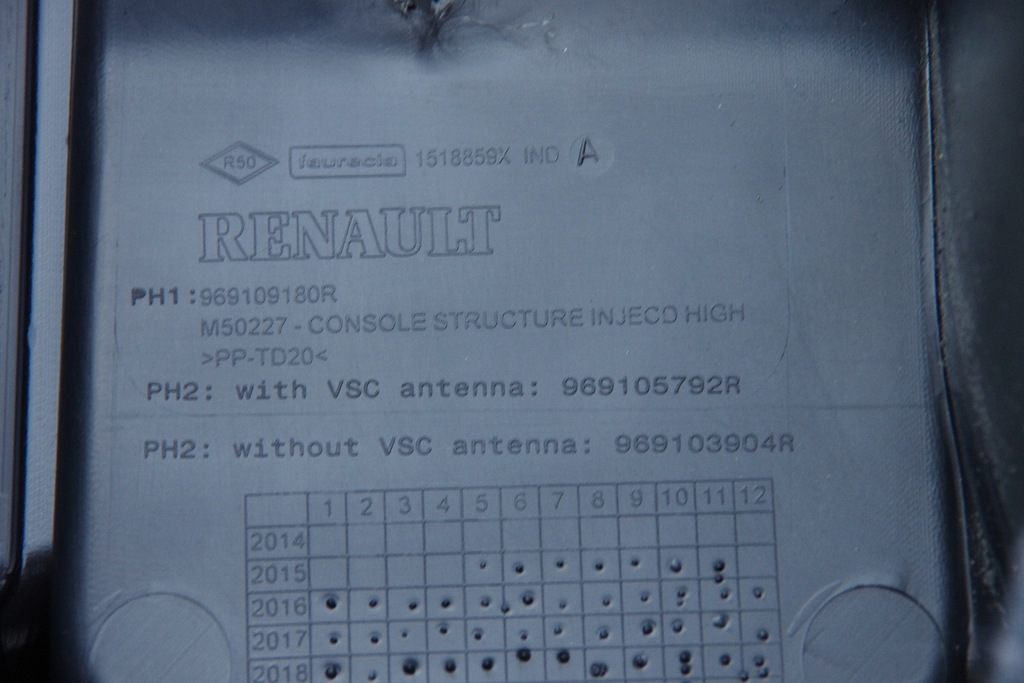 R50 faurecia 1518859X IND A
RENAULT
PH1:969109180R
M50227 - CONSOLE STRUCTURE INJECD HIGH
>PP-TD20<
PH2: with VSC antenna: 969105792R
PH2: without VSC antenna: 969103904R
1 2 3 4 5 6 7 8 9 10 11 12
2014
2015
2016
2017
2018